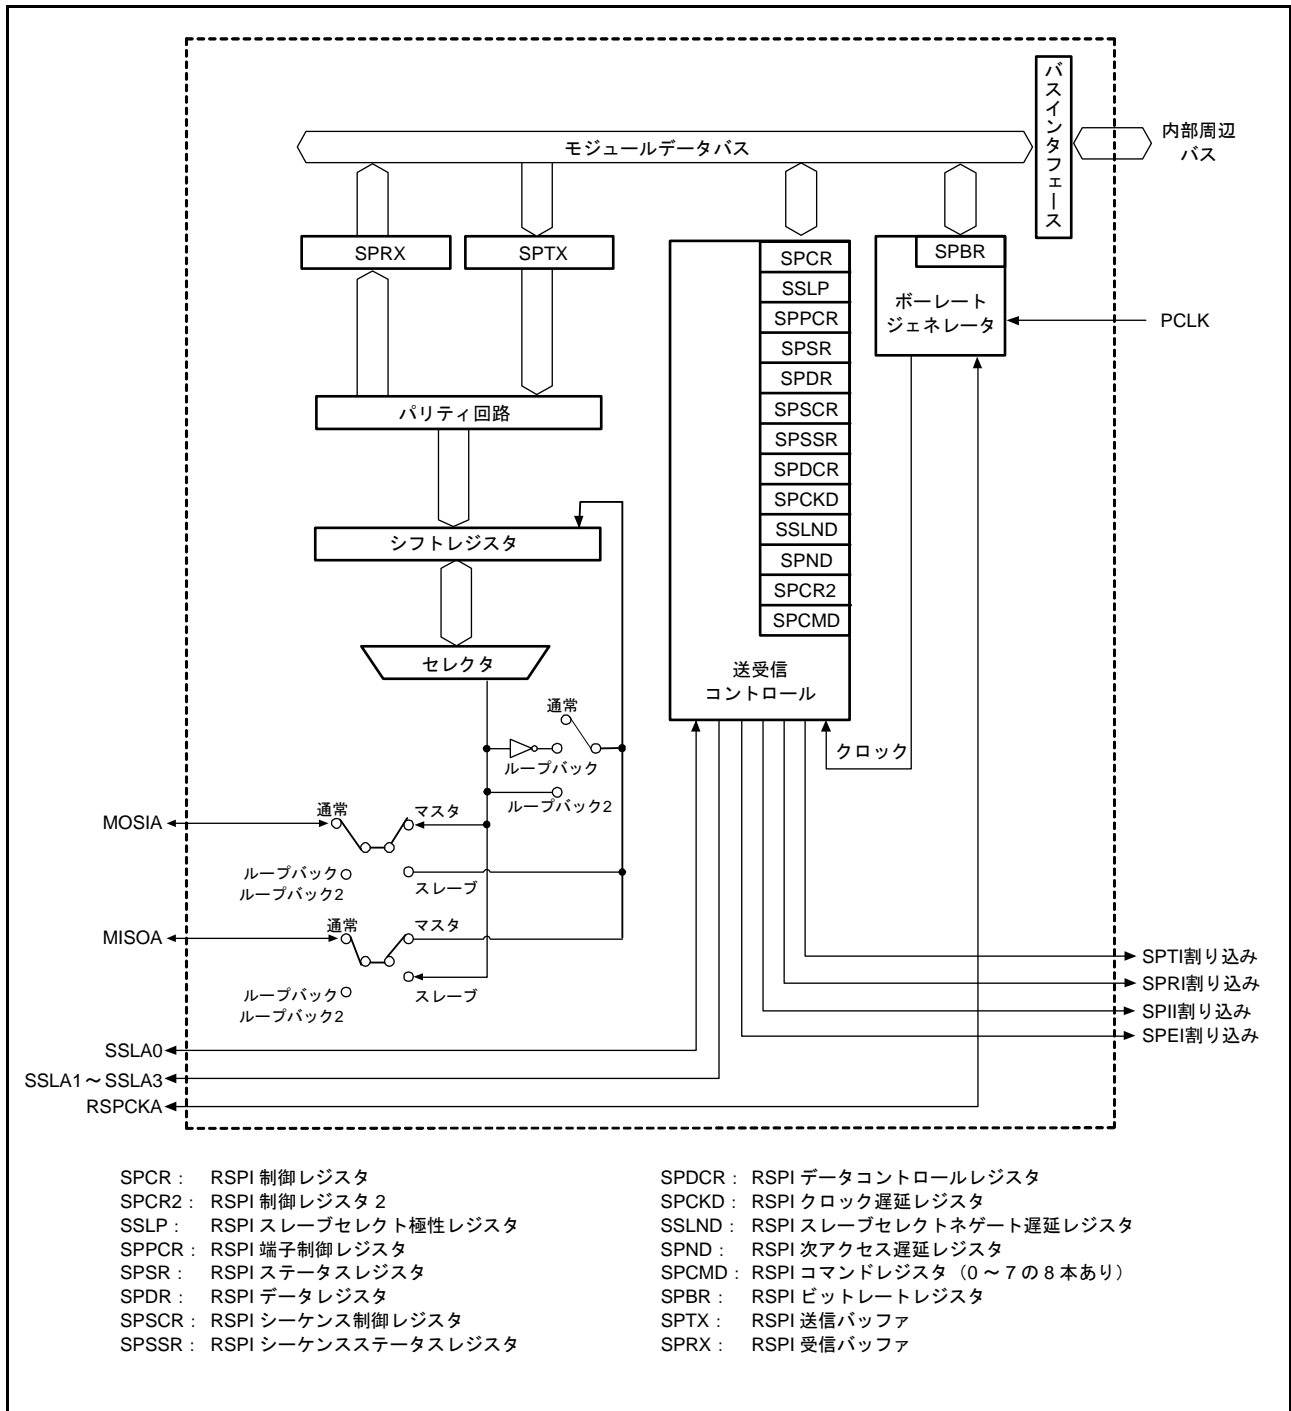 バスインタフェース
内部周辺
バス
モジュールデータバス
SPRX
SPTX
SPCR
SSLP
SPPCR
SPSR
SPDR
SPSCR
SPSSR
SPDCR
SPCKD
SSLND
SPND
SPCR2
SPCMD
送受信
コントロール
SPBR
ボーレート
ジェネレータ
PCLK
パリティ回路
シフトレジスタ
セレクタ
通常
ループバック
ループバック2
クロック
MOSIA
通常
マスタ
ループバック
ループバック2
スレーブ
MISOA
通常
マスタ
ループバック
ループバック2
スレーブ
SSLA0
SSLA1～SSLA3
RSPCKA
SPTI割り込み
SPRI割り込み
SPII割り込み
SPEI割り込み
SPCR： RSPI 制御レジスタ
SPCR2： RSPI 制御レジスタ 2
SSLP： RSPI スレーブセレクト極性レジスタ
SPPCR： RSPI 端子制御レジスタ
SPSR： RSPI ステータスレジスタ
SPDR： RSPI データレジスタ
SPSCR： RSPI シーケンス制御レジスタ
SPSSR： RSPI シーケンスステータスレジスタ
SPDCR： RSPI データコントロールレジスタ
SPCKD： RSPI クロック遅延レジスタ
SSLND： RSPI スレーブセレクトネゲート遅延レジスタ
SPND： RSPI 次アクセス遅延レジスタ
SPCMD： RSPI コマンドレジスタ（0 ～ 7 の 8 本あり）
SPBR： RSPI ビットレートレジスタ
SPTX： RSPI 送信バッファ
SPRX： RSPI 受信バッファ